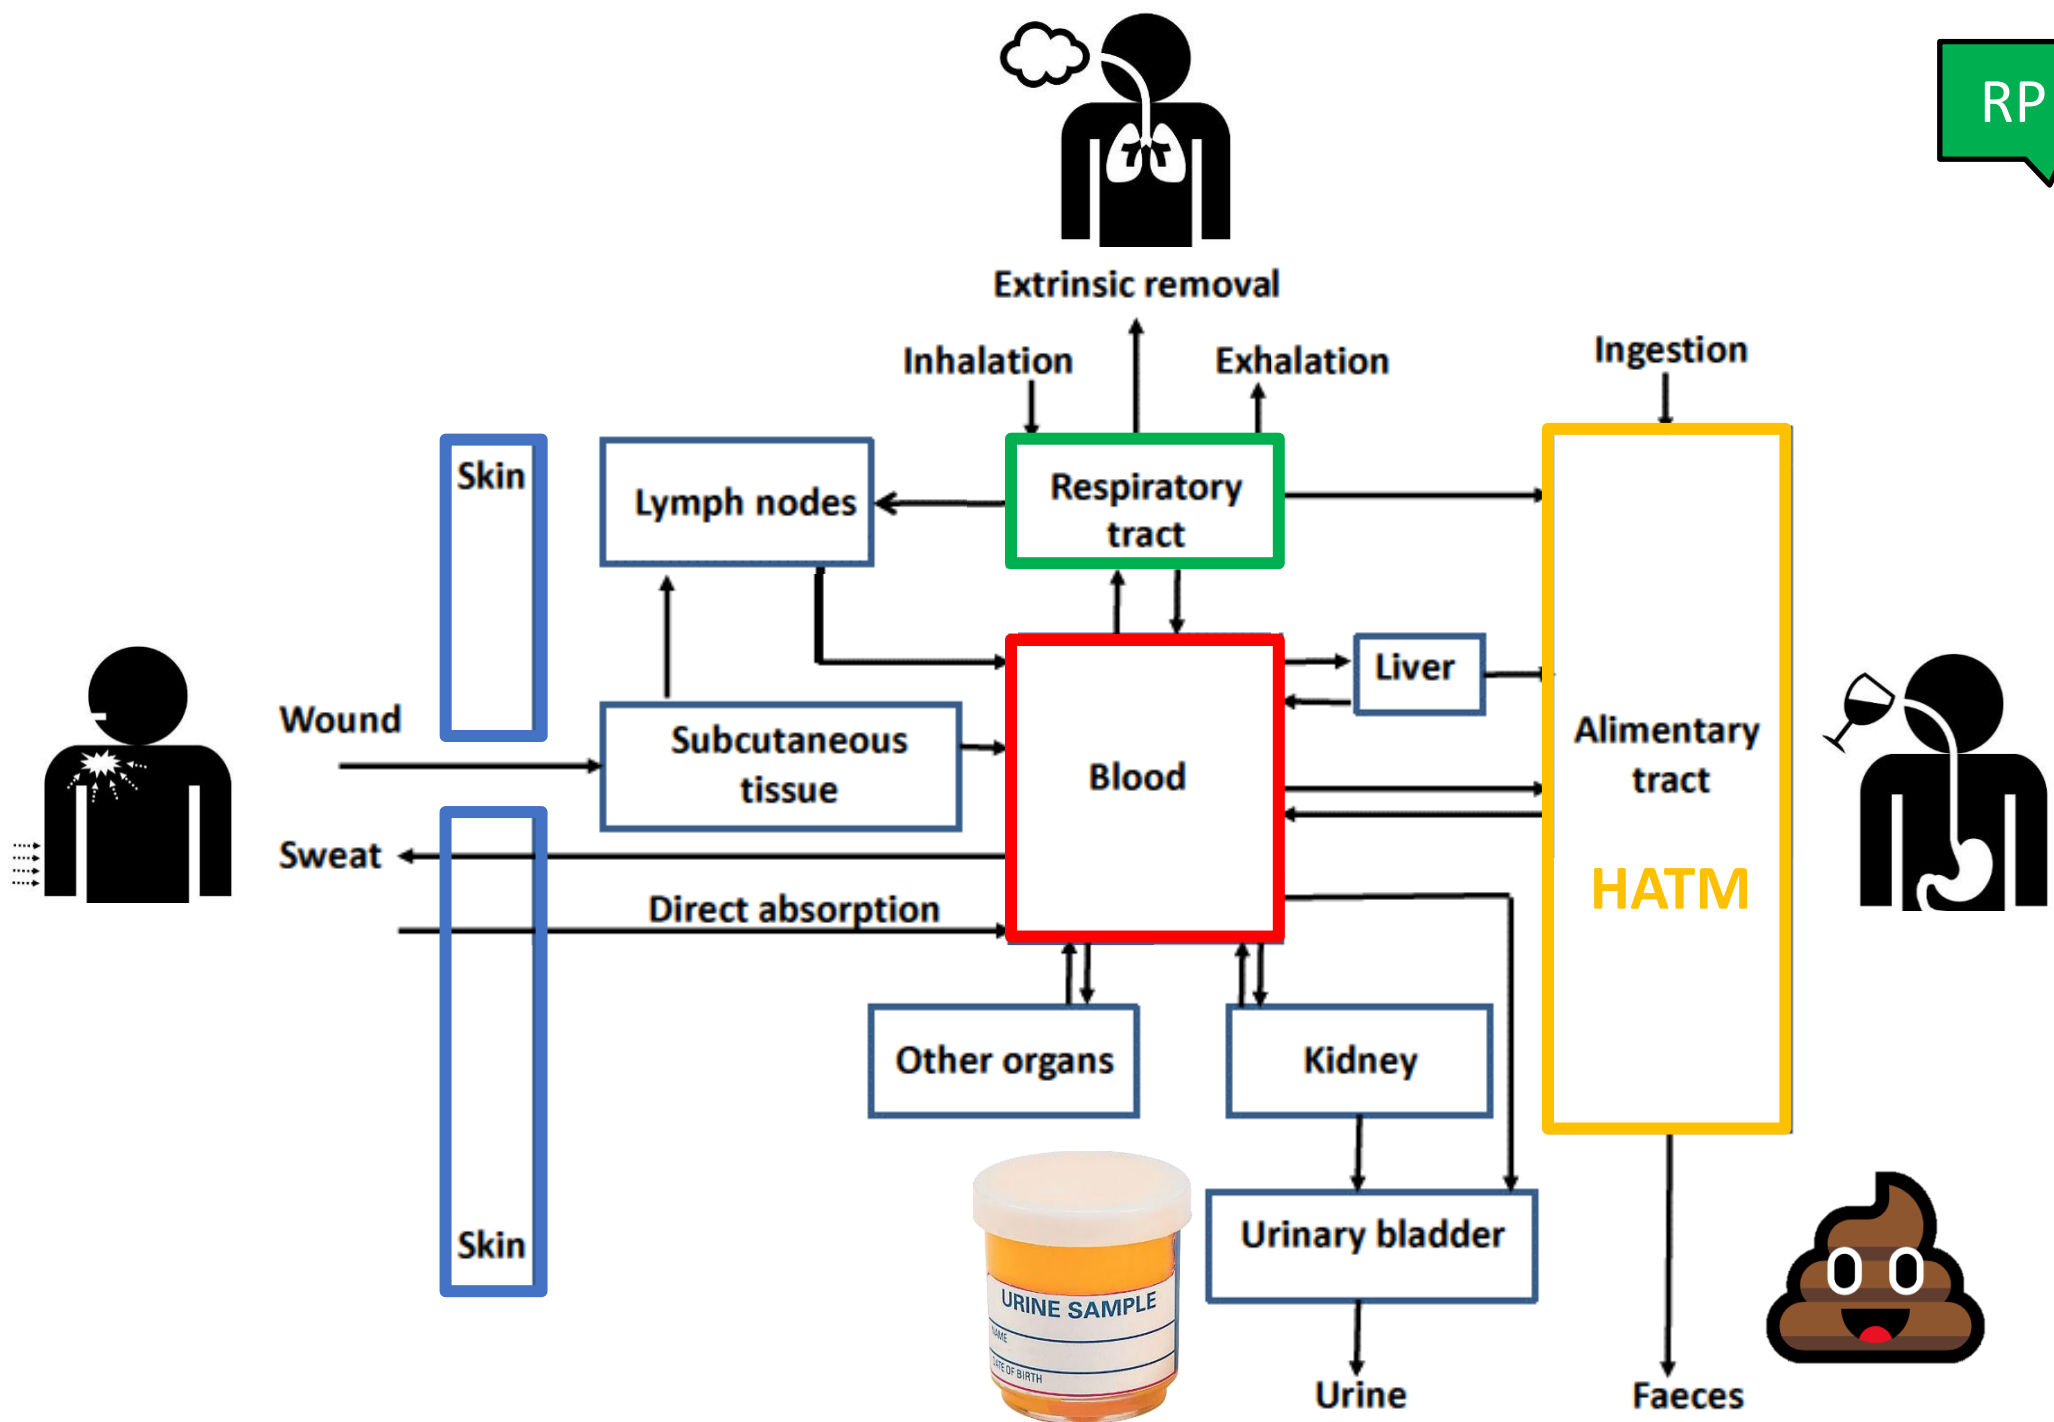 RP
Extrinsic removal
Inhalation
Exhalation
Ingestion
Skin
Lymph nodes
Respiratory
tract
Liver
Wound
Subcutaneous
tissue
Blood
Alimentary
tract
Sweat
HATM
Direct absorption
Other organs
Kidney
Skin
Urinary bladder
URINE SAMPLE
NAME
DATE OF BIRTH
Urine
Faeces